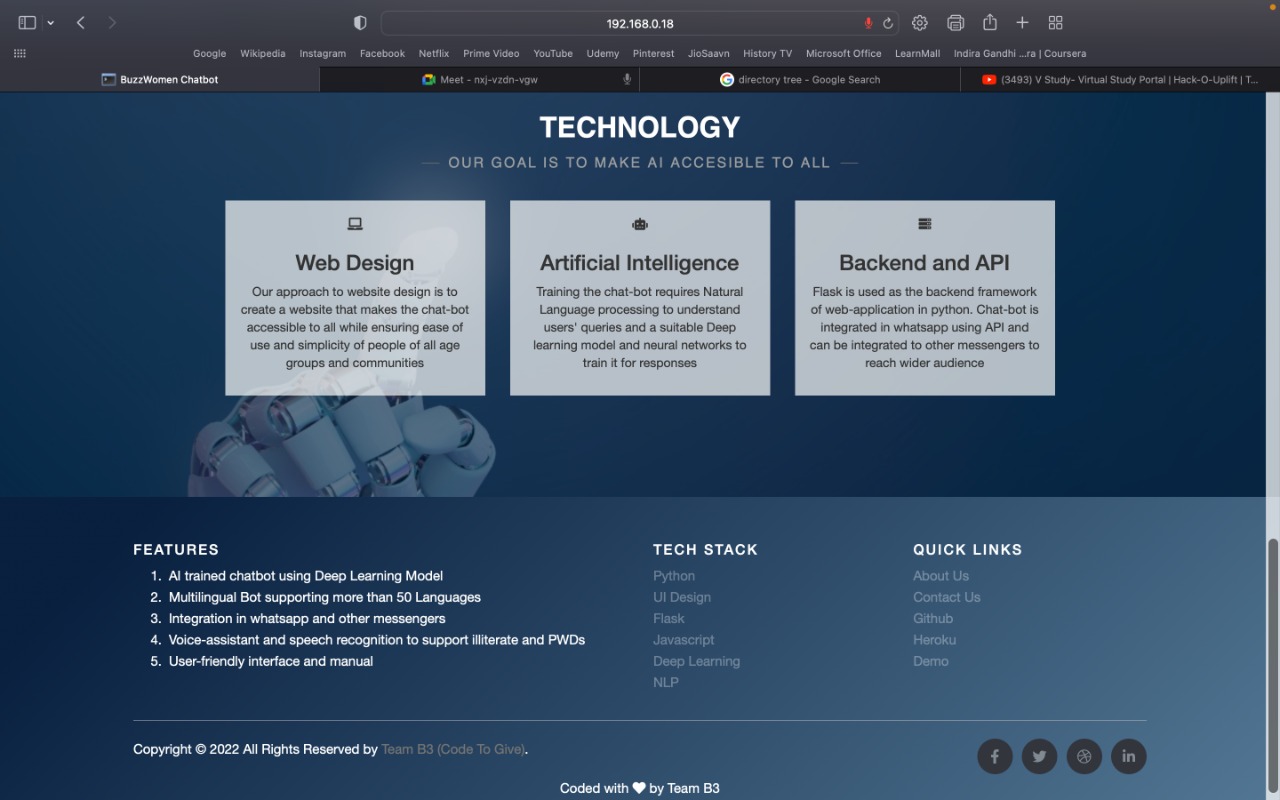 192.168.0.18
Google Wikipedia Instagram Facebook Netflix Prime Video YouTube Udemy Pinterest JioSaavn History TV Microsoft Office LearnMall Indira Gandhi ...ra | Coursera
BuzzWomen Chatbot
Meet - nxj-vzdn-vgw
directory tree - Google Search
(3493) V Study- Virtual Study Portal | Hack-O-Uplift | T...
TECHNOLOGY
OUR GOAL IS TO MAKE AI ACCESIBLE TO ALL
Web Design
Our approach to website design is to
create a website that makes the chat-bot
accessible to all while ensuring ease of
use and simplicity of people of all age
groups and communities
Artificial Intelligence
Training the chat-bot requires Natural
Language processing to understand
users' queries and a suitable Deep
learning model and neural networks to
train it for responses
Backend and API
Flask is used as the backend framework
of web-application in python. Chat-bot is
integrated in whatsapp using API and
can be integrated to other messengers to
reach wider audience
FEATURES
1. AI trained chatbot using Deep Learning Model
2. Multilingual Bot supporting more than 50 Languages
3. Integration in whatsapp and other messengers
4. Voice-assistant and speech recognition to support illiterate and PWDs
5. User-friendly interface and manual
TECH STACK
Python
UI Design
Flask
Javascript
Deep Learning
NLP
QUICK LINKS
About Us
Contact Us
Github
Heroku
Demo
Copyright © 2022 All Rights Reserved by Team B3 (Code To Give).
Coded with ♥ by Team B3